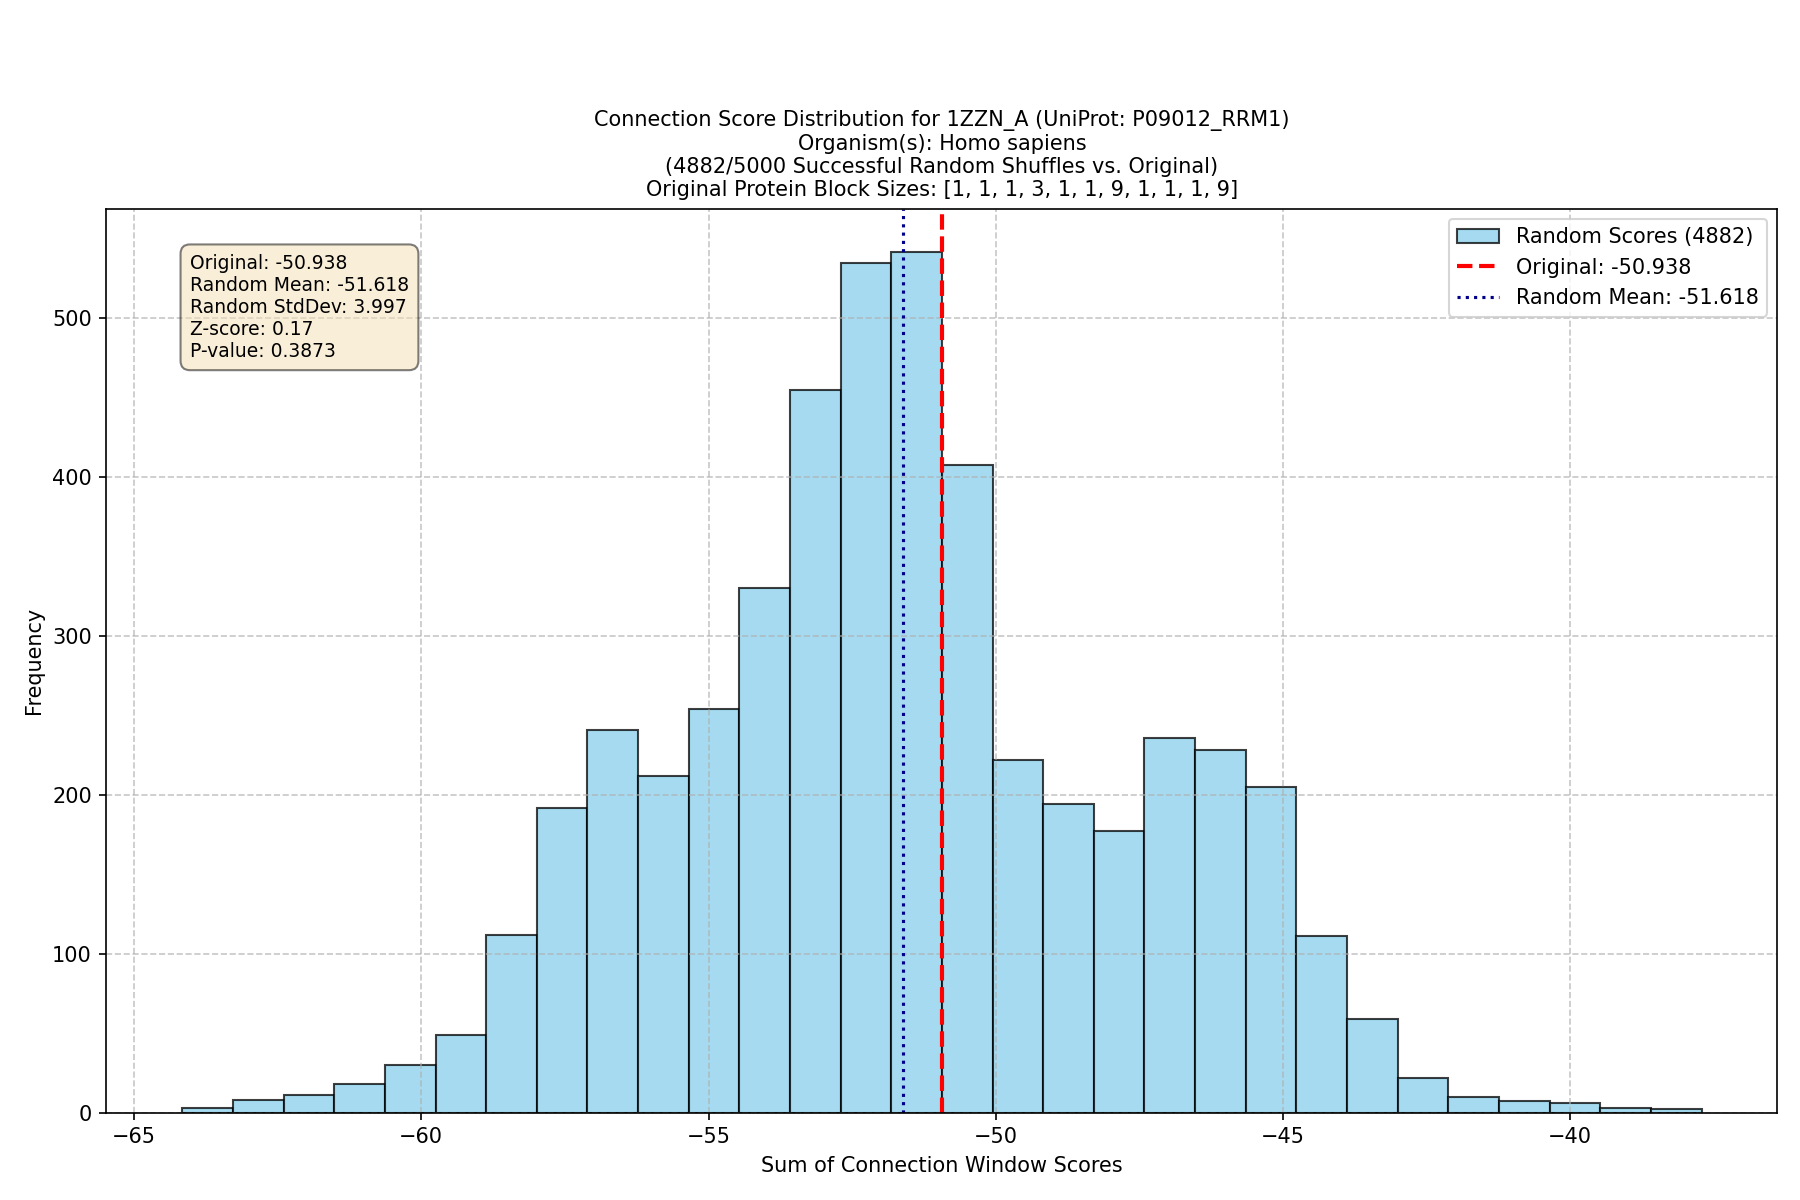 Connection Score Distribution for 1ZZN_A (UniProt: P09012_RRM1)
Organism(s): Homo sapiens
(4882/5000 Successful Random Shuffles vs. Original)
Original Protein Block Sizes: [1, 1, 1, 3, 1, 1, 9, 1, 1, 1, 9]
Original: -50.938
Random Mean: -51.618
Random StdDev: 3.997
Z-score: 0.17
P-value: 0.3873
Random Scores (4882)
Original: -50.938
Random Mean: -51.618
Frequency
500
400
300
200
100
0
−65
−60
−55
−50
−45
−40
Sum of Connection Window Scores